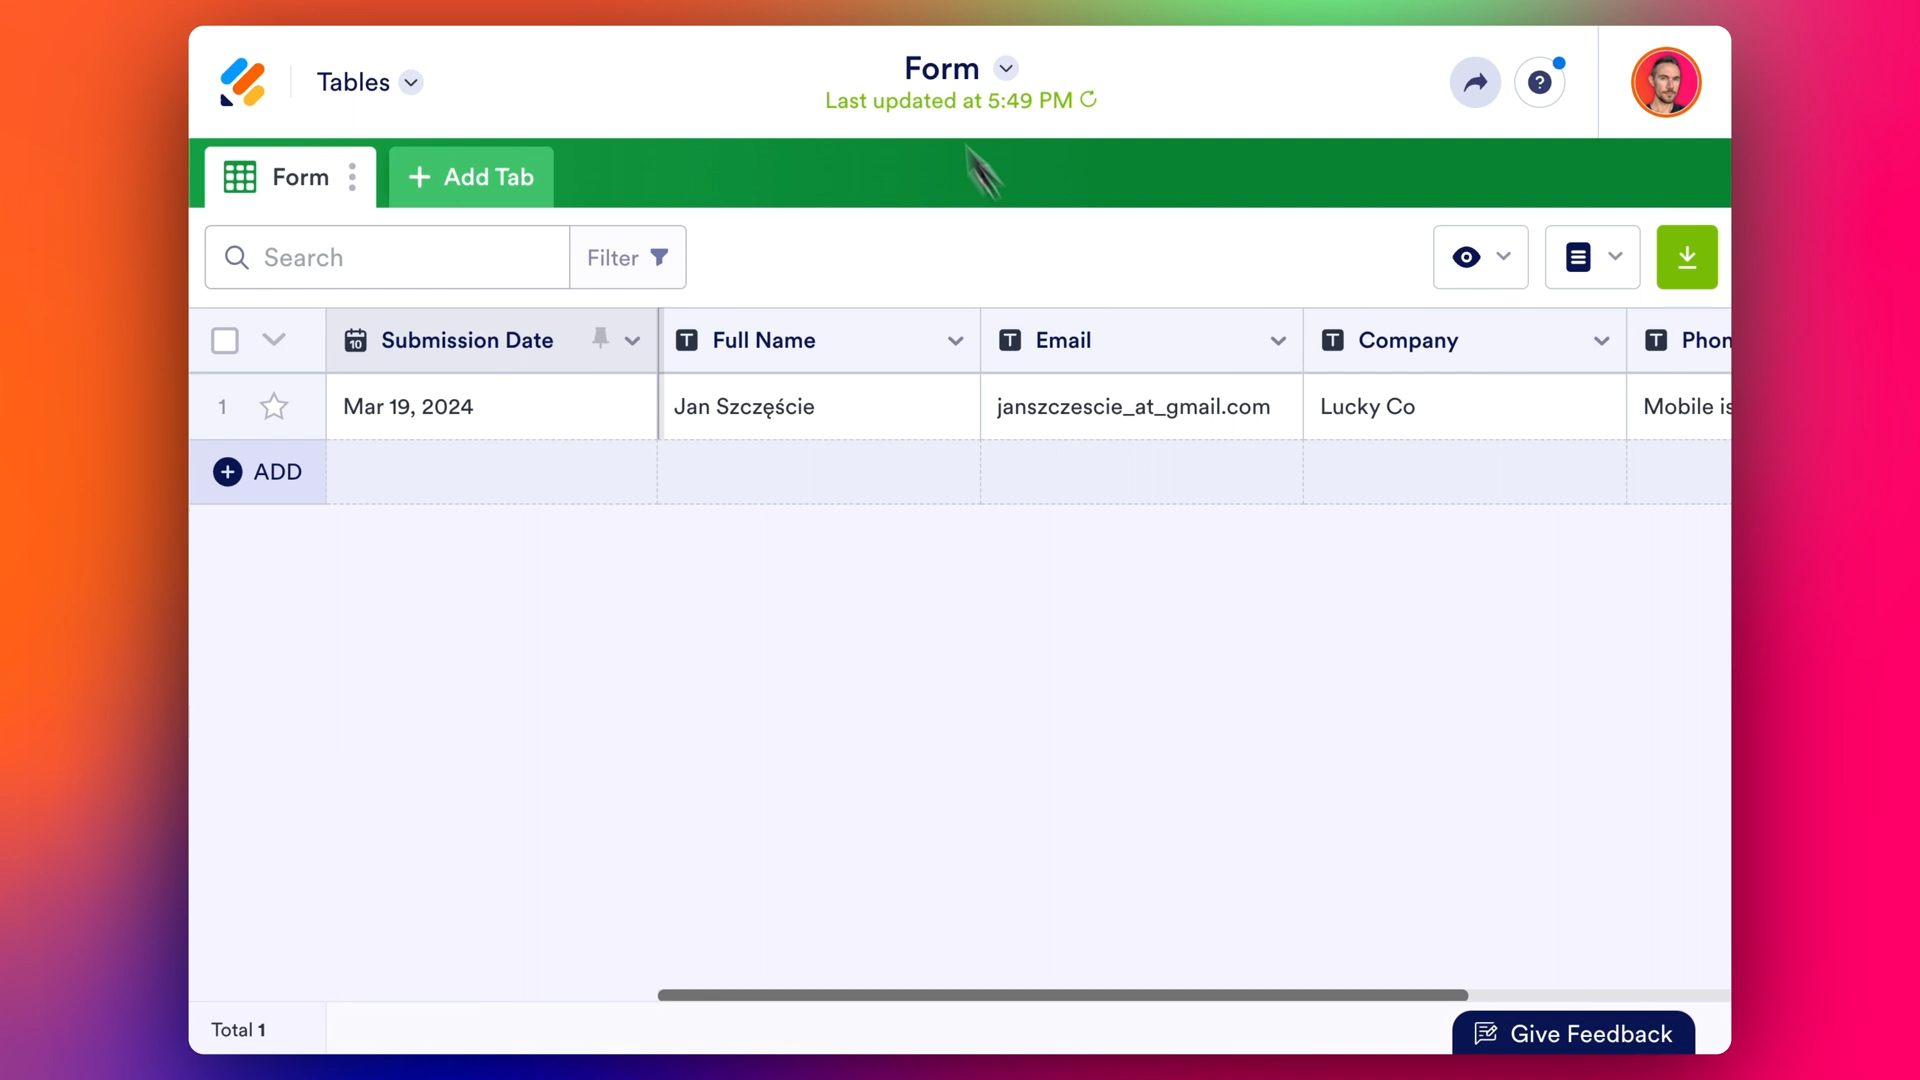 Tables
Form
Last updated at 5:49 PM
Form
+ Add Tab
Search
Filter
10 Submission Date
T Full Name
T Email
T Company
T Phon
1
Mar 19, 2024
Jan Szczęście
janszczescie_at_gmail.com
Lucky Co
Mobile is
+ ADD
Total 1
Give Feedback